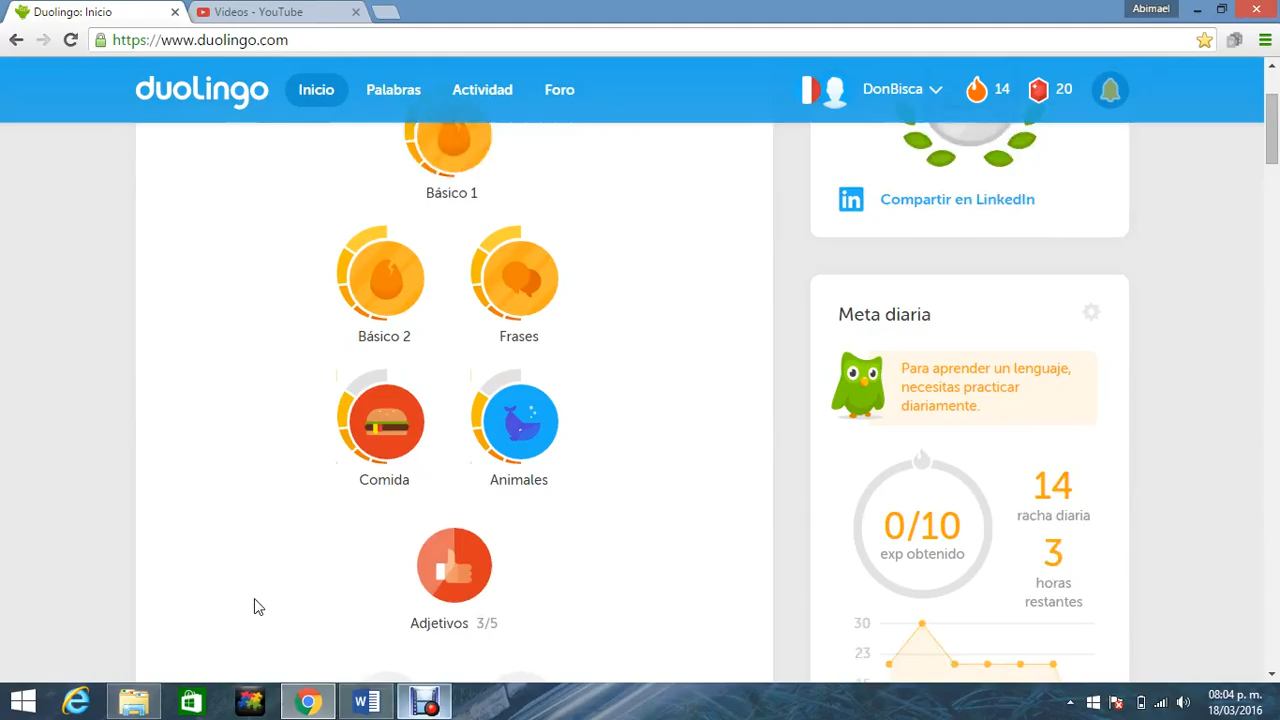 Duolingo: Inicio
Videos - YouTube
Abimael
https://www.duolingo.com
duolingo
Inicio
Palabras
Actividad
Foro
DonBisca
14
20
Básico 1
Compartir en LinkedIn
Básico 2
Frases
Meta diaria
Para aprender un lenguaje,
necesitas practicar
diariamente.
Comida
Animales
0/10
exp obtenido
14
racha diaria
3
horas
restantes
Adjetivos 3/5
30
23
08:04 p. m.
18/03/2016